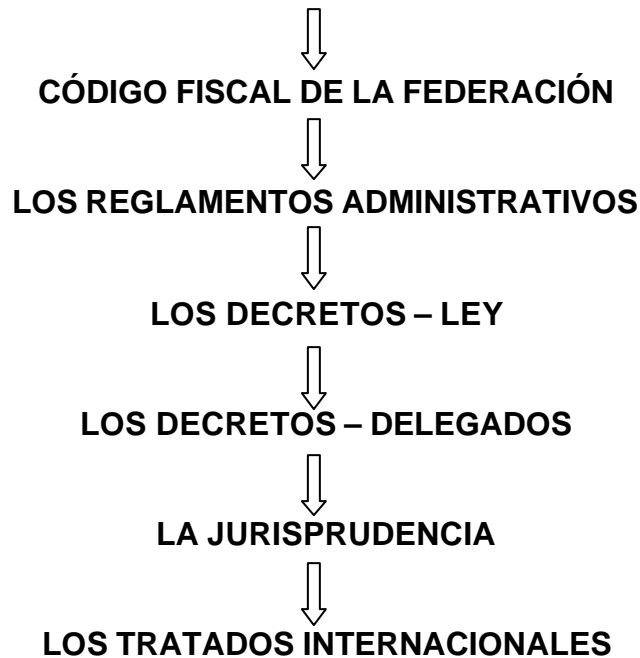 CÓDIGO FISCAL DE LA FEDERACIÓN
LOS REGLAMENTOS ADMINISTRATIVOS
LOS DECRETOS – LEY
LOS DECRETOS – DELEGADOS
LA JURISPRUDENCIA
LOS TRATADOS INTERNACIONALES